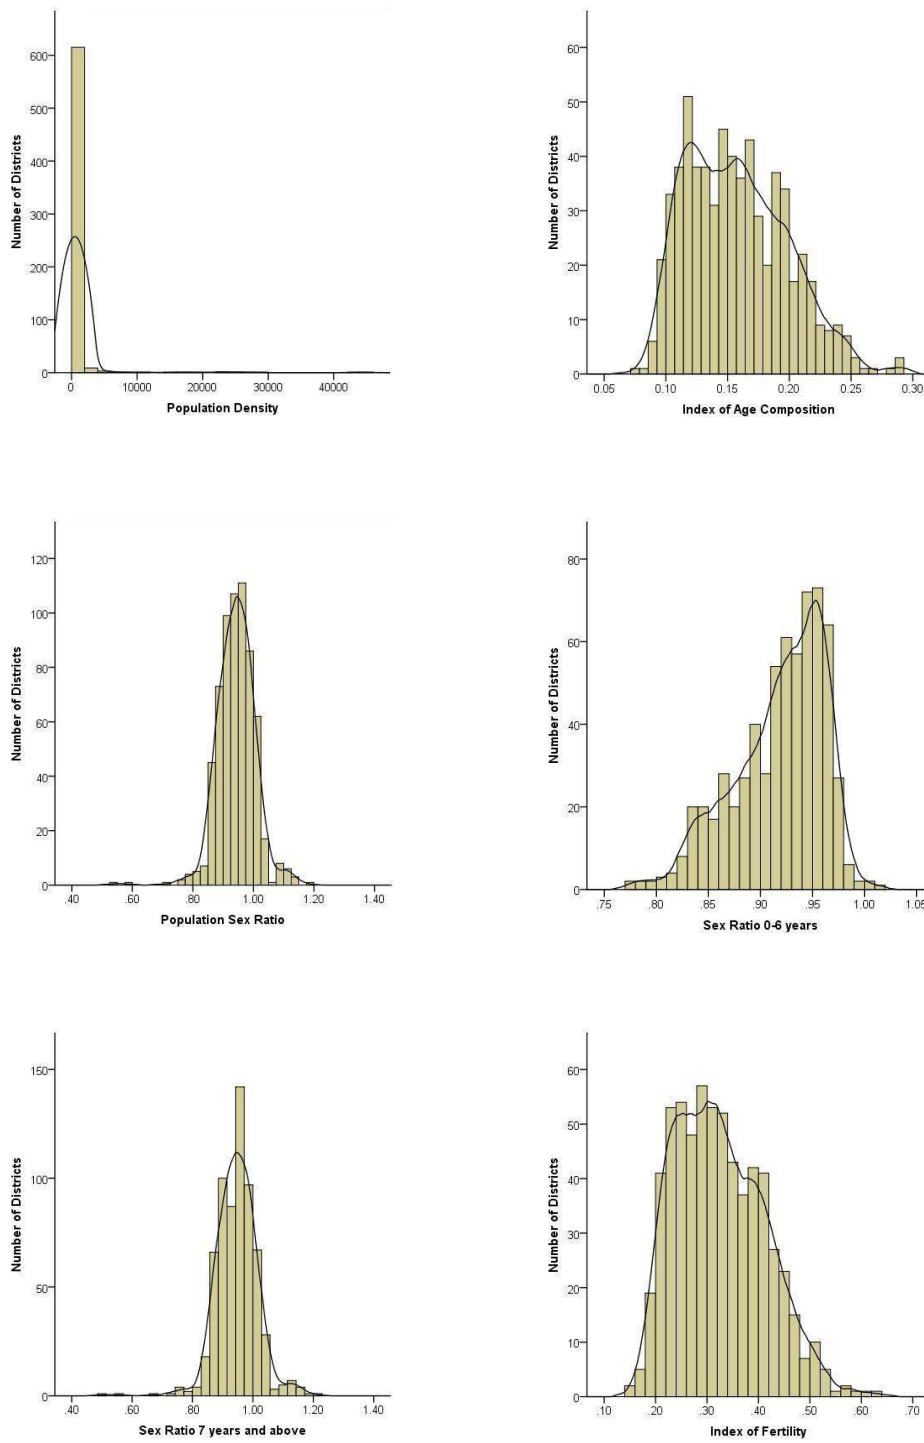 600
500
400
300
200
100
0
Number of Districts
0 10000 20000 30000 40000
Population Density
60
50
40
30
20
10
0
Number of Districts
0.05 0.10 0.15 0.20 0.25 0.30
Index of Age Composition
120
100
80
60
40
20
0
Number of Districts
.40 .60 .80 1.00 1.20 1.40
Population Sex Ratio
80
60
40
20
0
Number of Districts
.75 .80 .85 .90 .95 1.00 1.05
Sex Ratio 0-6 years
150
100
50
0
Number of Districts
.40 .60 .80 1.00 1.20 1.40
Sex Ratio 7 years and above
60
50
40
30
20
10
0
Number of Districts
.10 .20 .30 .40 .50 .60 .70
Index of Fertility